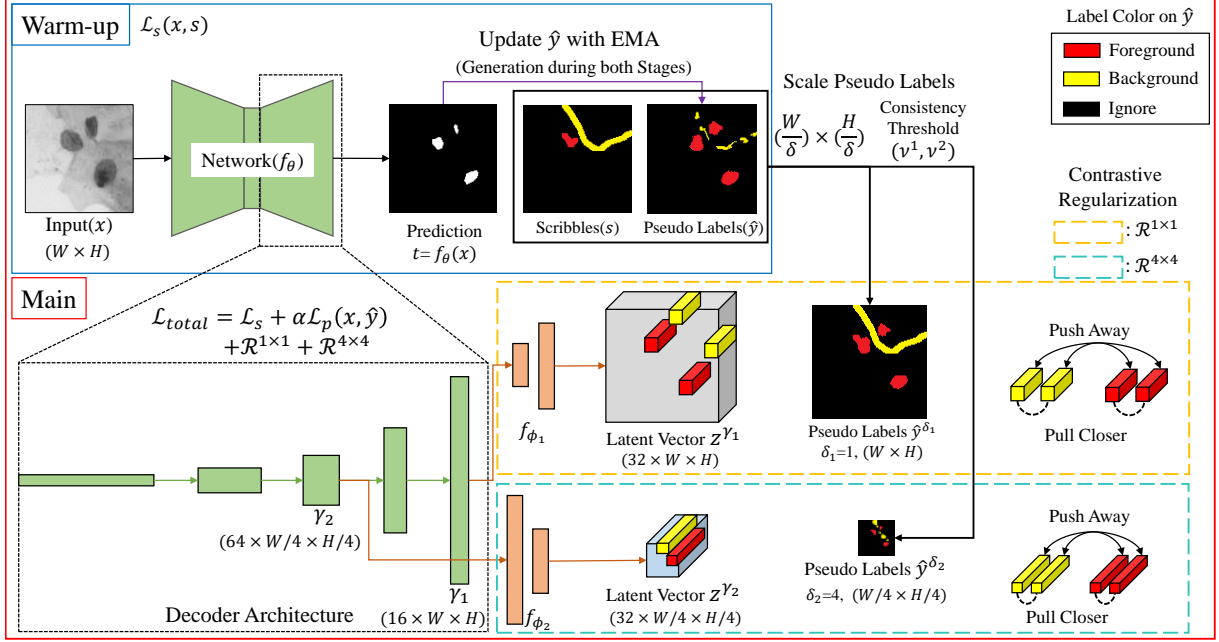 Warm-up
ℒ_s(x, s)
Update ŷ with EMA
(Generation during both Stages)
Network(f_θ)
Input(x)
(W × H)
Prediction
t= f_θ(x)
Scribbles(s)
Pseudo Labels(ŷ)
Scale Pseudo Labels
(W/δ) × (H/δ)
Consistency
Threshold
(ν¹, ν²)
Label Color on ŷ
Foreground
Background
Ignore
Contrastive
Regularization
: ℛ^{1×1}
: ℛ^{4×4}
Main
ℒ_total = ℒ_s + αℒ_p(x, ŷ)
+ℛ^{1×1} + ℛ^{4×4}
γ₂
(64 × W/4 × H/4)
γ₁
(16 × W × H)
Decoder Architecture
f_{ϕ₁}
Latent Vector z^{γ₁}
(32 × W × H)
Pseudo Labels ŷ^{δ₁}
δ₁=1, (W × H)
Push Away
Pull Closer
f_{ϕ₂}
Latent Vector z^{γ₂}
(32 × W/4 × H/4)
Pseudo Labels ŷ^{δ₂}
δ₂=4, (W/4 × H/4)
Push Away
Pull Closer